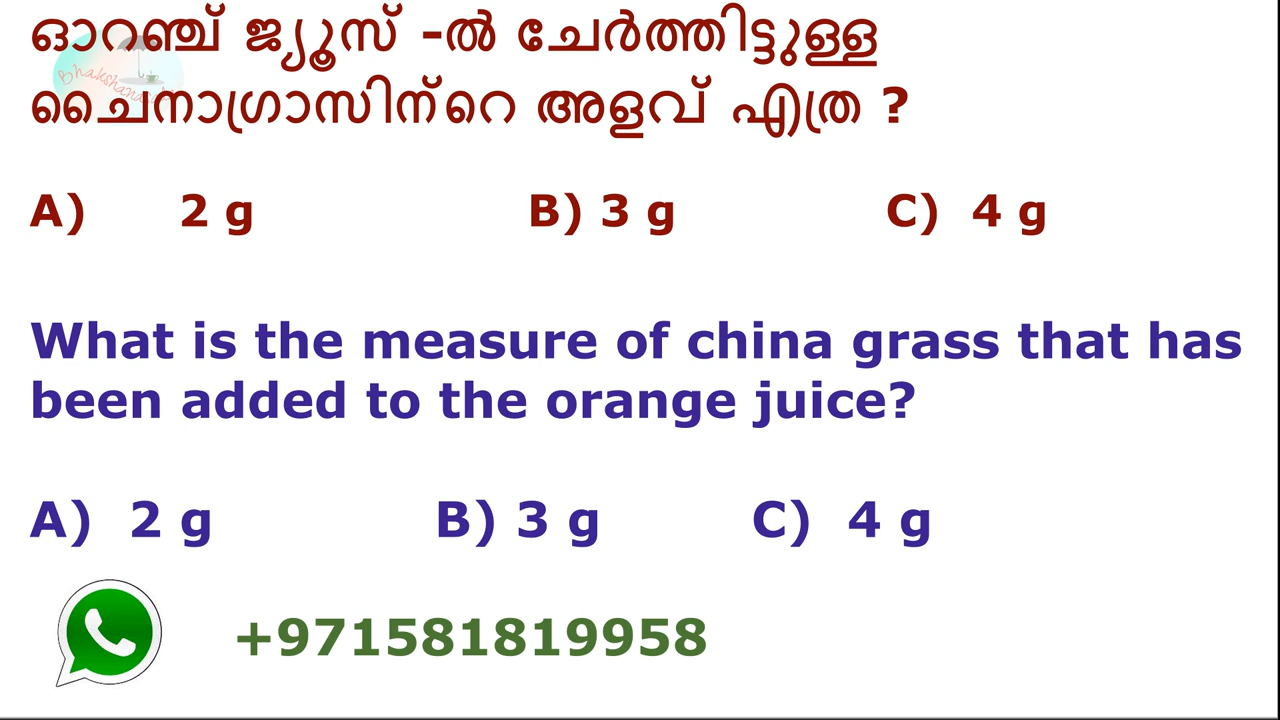 ഓറഞ്ച് ജ്യൂസ് -ൽ ചേർത്തിട്ടുള്ള
ചൈനാഗ്രാസിന്റെ അളവ് എത്ര ?
A) 2 g B) 3 g C) 4 g
What is the measure of china grass that has
been added to the orange juice?
A) 2 g B) 3 g C) 4 g
+971581819958